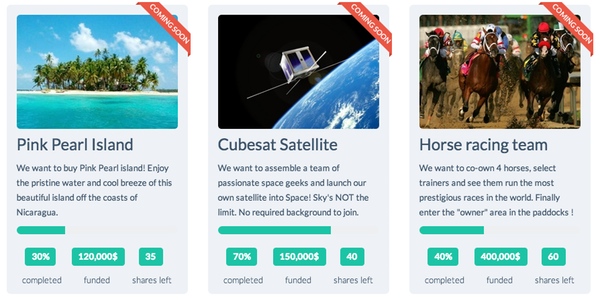 COMING SOON
Pink Pearl Island
We want to buy Pink Pearl island! Enjoy
the pristine water and cool breeze of this
beautiful island off the coasts of
Nicaragua.
30% 120,000$ 35
completed funded shares left
COMING SOON
Cubesat Satellite
We want to assemble a team of
passionate space geeks and launch our
own satellite into Space! Sky's NOT the
limit. No required background to join.
70% 150,000$ 40
completed funded shares left
COMING SOON
Horse racing team
We want to co-own 4 horses, select
trainers and see them run the most
prestigious races in the world. Finally
enter the "owner" area in the paddocks !
40% 400,000$ 60
completed funded shares left